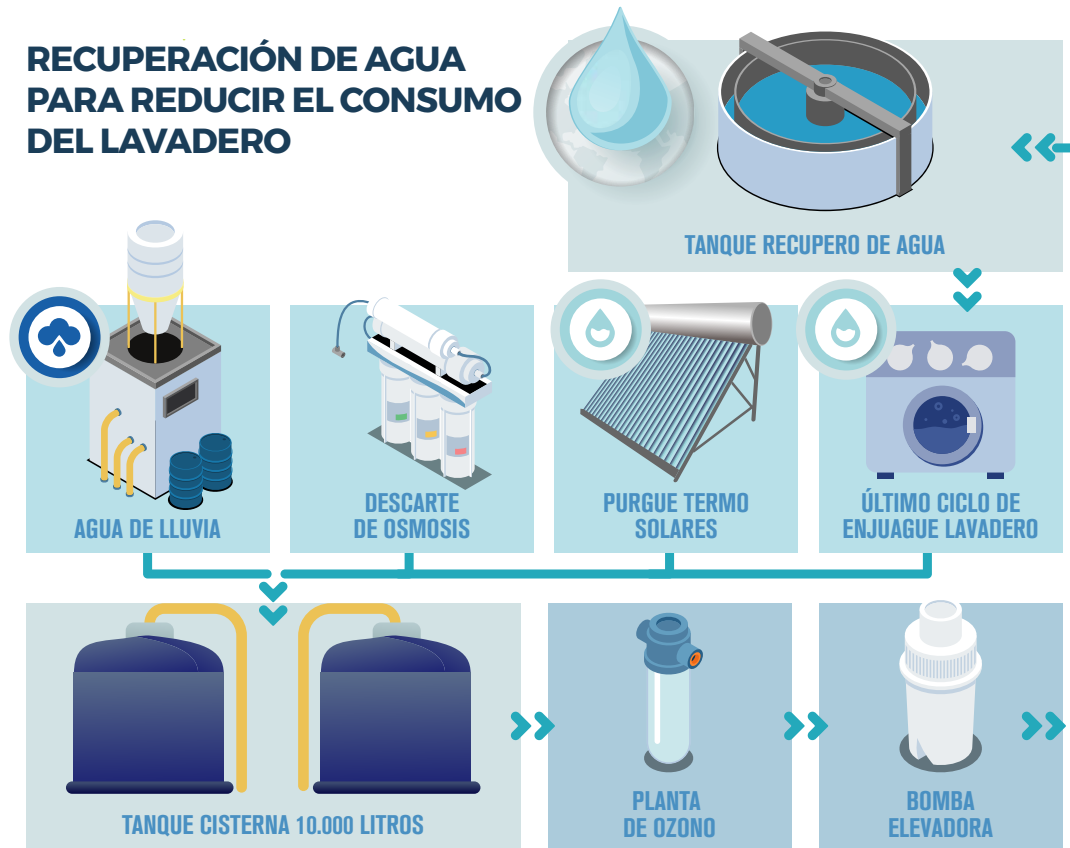 RECUPERACIÓN DE AGUA
PARA REDUCIR EL CONSUMO
DEL LAVADERO
TANQUE RECUPERO DE AGUA
AGUA DE LLUVIA
DESCARTE
DE OSMOSIS
PURGUE TERMO
SOLARES
ÚLTIMO CICLO DE
ENJUAGUE LAVADERO
TANQUE CISTERNA 10.000 LITROS
PLANTA
DE OZONO
BOMBA
ELEVADORA